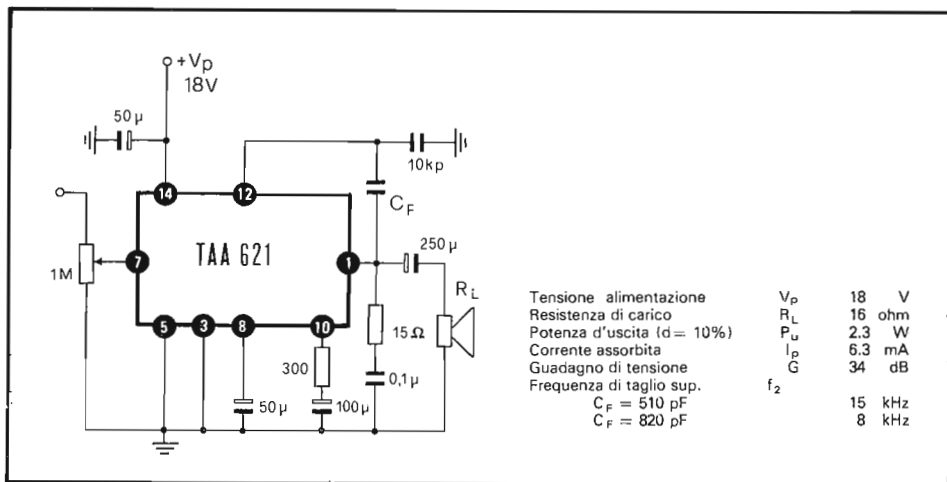 +Vp
18V
50µ
14
12
10kp
CF
TAA 621
7
1
1M
250µ
RL
5
3
8
10
15Ω
300
0,1µ
50µ
100µ
Tensione alimentazione Vp 18 V
Resistenza di carico RL 16 ohm
Potenza d'uscita (d= 10%) Pu 2.3 W
Corrente assorbita Ip 6.3 mA
Guadagno di tensione G 34 dB
Frequenza di taglio sup. f2
CF = 510 pF 15 kHz
CF = 820 pF 8 kHz